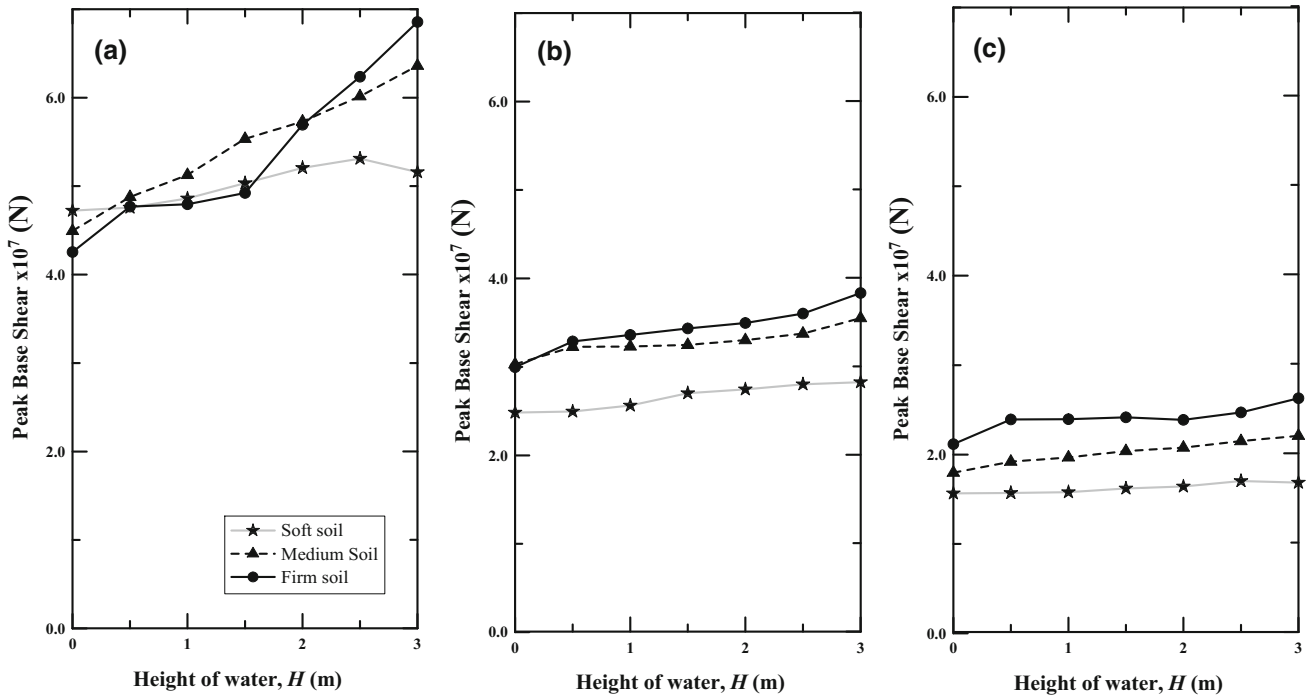 (a)
Peak Base Shear x10⁷ (N)
6.0
4.0
2.0
0.0
0
1
2
3
Height of water, H (m)
Soft soil
Medium Soil
Firm soil
(b)
Peak Base Shear x10⁷ (N)
6.0
4.0
2.0
0.0
0
1
2
3
Height of water, H (m)
(c)
Peak Base Shear x10⁷ (N)
6.0
4.0
2.0
0.0
0
1
2
3
Height of water, H (m)